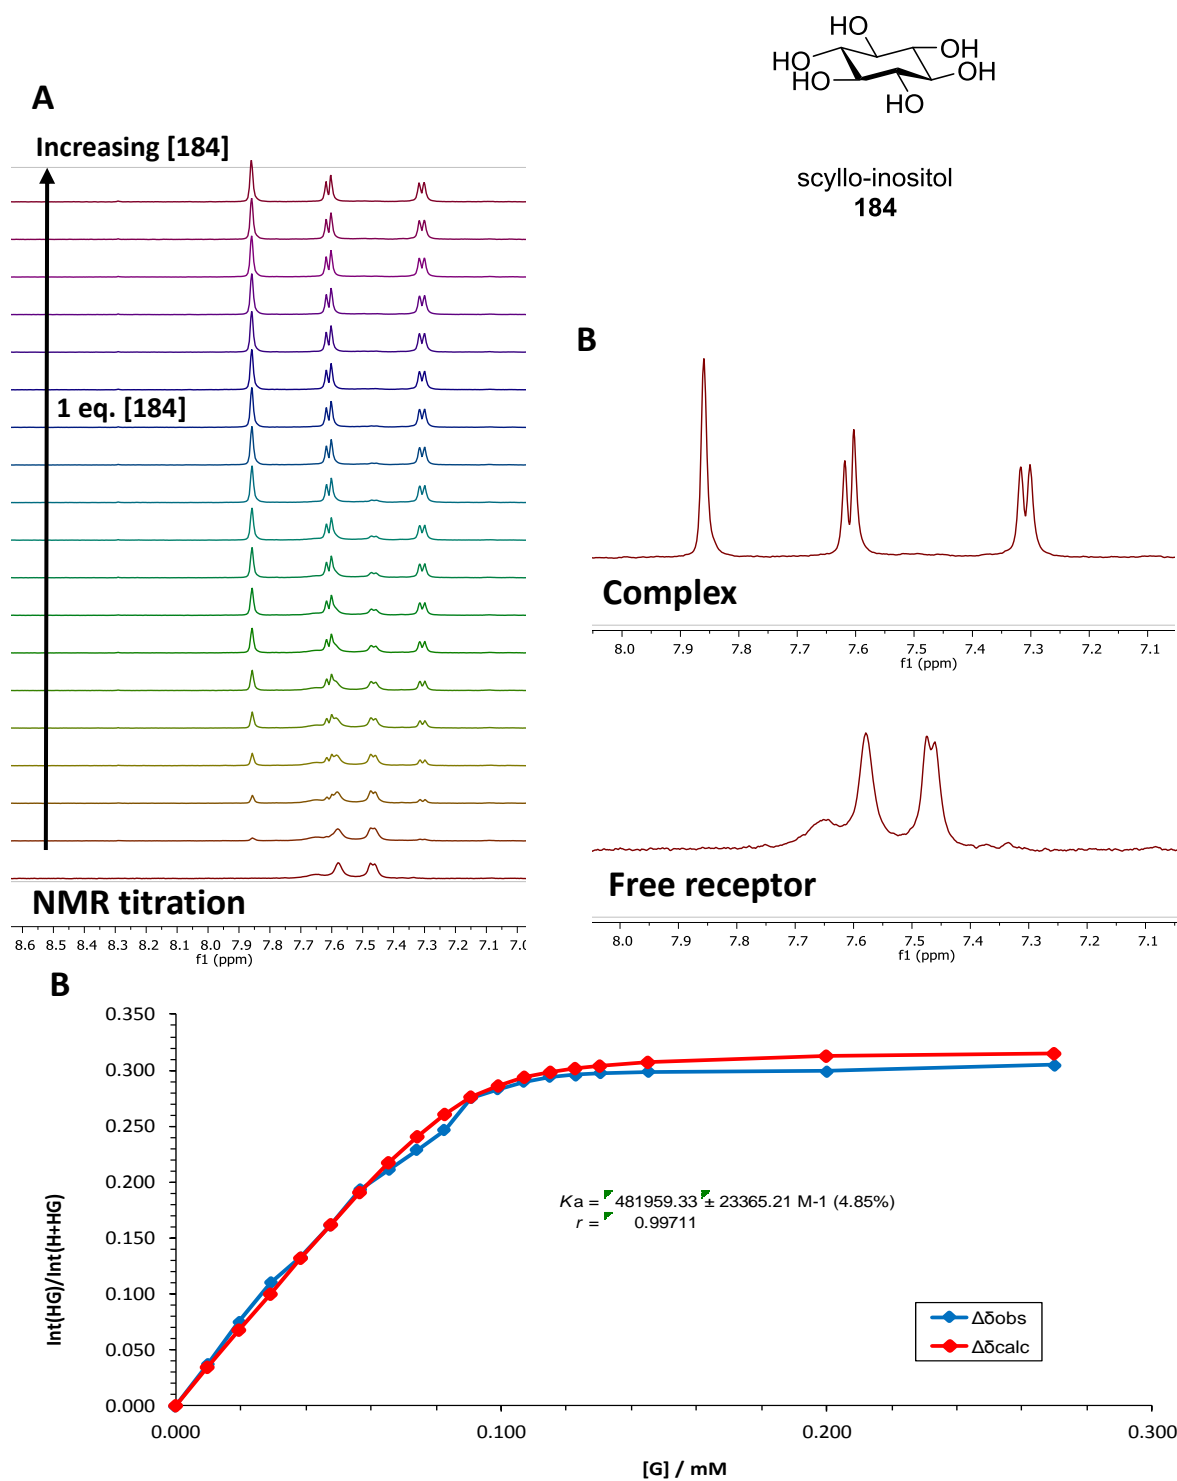 HO
HO
OH
HO
HO
OH
HO
scyllo-inositol
184
A
Increasing [184]
1 eq. [184]
NMR titration
8.6 8.5 8.4 8.3 8.2 8.1 8.0 7.9 7.8 7.7 7.6 7.5 7.4 7.3 7.2 7.1 7.0
f1 (ppm)
B
Complex
8.0 7.9 7.8 7.7 7.6 7.5 7.4 7.3 7.2 7.1
f1 (ppm)
Free receptor
8.0 7.9 7.8 7.7 7.6 7.5 7.4 7.3 7.2 7.1
f1 (ppm)
B
Int(HG)/Int(H+HG)
0.350
0.300
0.250
0.200
0.150
0.100
0.050
0.000
Ka = 481959.33 ± 23365.21 M-1 (4.85%)
r = 0.99711
Δδobs
Δδcalc
0.000 0.100 0.200 0.300
[G] / mM